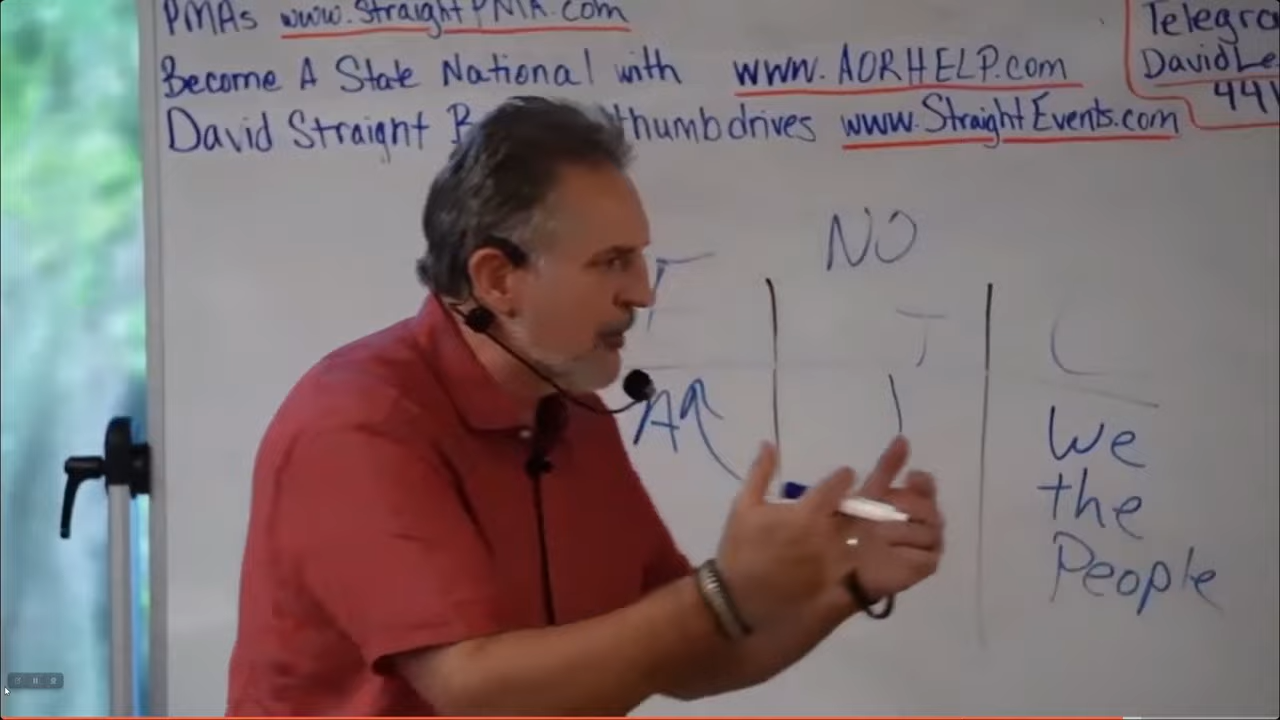 PMAs www.StraightPMA.com
Become A State National with www.AORHELP.com
David Straight thumbdrives www.StraightEvents.com
Telegra
DavidLe
NO
T C
We
the
People